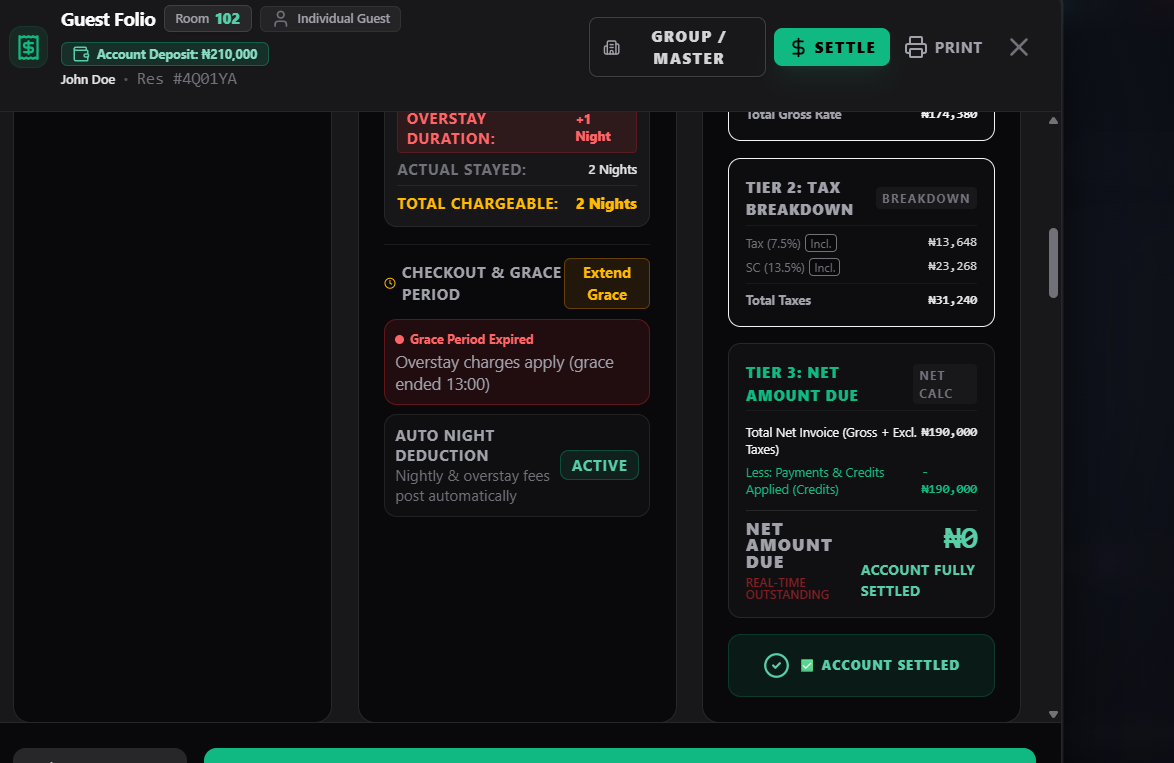 Guest Folio
Room 102
Individual Guest
Account Deposit: ₦210,000
John Doe • Res #4Q01YA
GROUP /
MASTER
$ SETTLE
PRINT
OVERSTAY
DURATION:
+1
Night
ACTUAL STAYED:
2 Nights
TOTAL CHARGEABLE:
2 Nights
CHECKOUT & GRACE
PERIOD
Extend
Grace
Grace Period Expired
Overstay charges apply (grace
ended 13:00)
AUTO NIGHT
DEDUCTION
Nightly & overstay fees
post automatically
ACTIVE
Total Gross Rate
₦174,380
TIER 2: TAX
BREAKDOWN
BREAKDOWN
Tax (7.5%) Incl.
₦13,648
SC (13.5%) Incl.
₦23,268
Total Taxes
₦31,240
TIER 3: NET
AMOUNT DUE
NET
CALC
Total Net Invoice (Gross + Excl.
Taxes)
₦190,000
Less: Payments & Credits
Applied (Credits)
-
₦190,000
NET
AMOUNT
DUE
REAL-TIME
OUTSTANDING
₦0
ACCOUNT FULLY
SETTLED
✅ ACCOUNT SETTLED